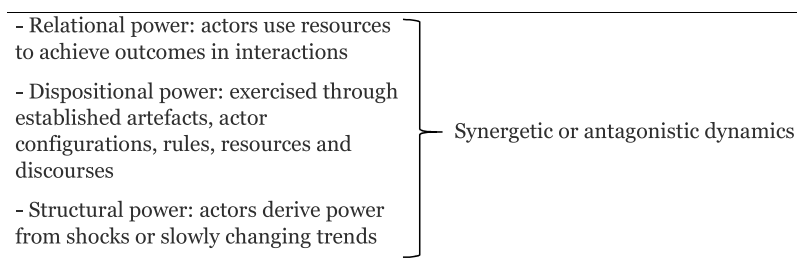 - Relational power: actors use resources
to achieve outcomes in interactions
- Dispositional power: exercised through
established artefacts, actor
configurations, rules, resources and
discourses
Synergetic or antagonistic dynamics
- Structural power: actors derive power
from shocks or slowly changing trends